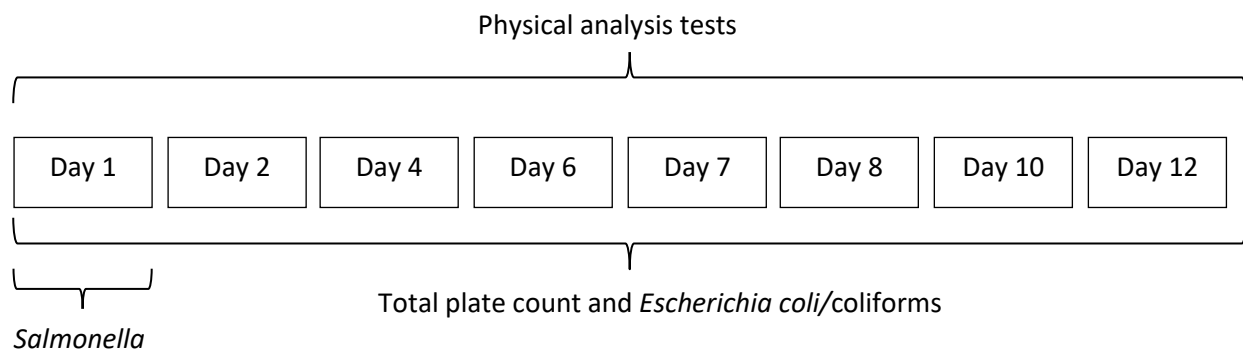 Physical analysis tests
Day 1 Day 2 Day 4 Day 6 Day 7 Day 8 Day 10 Day 12
Total plate count and Escherichia coli/coliforms
Salmonella